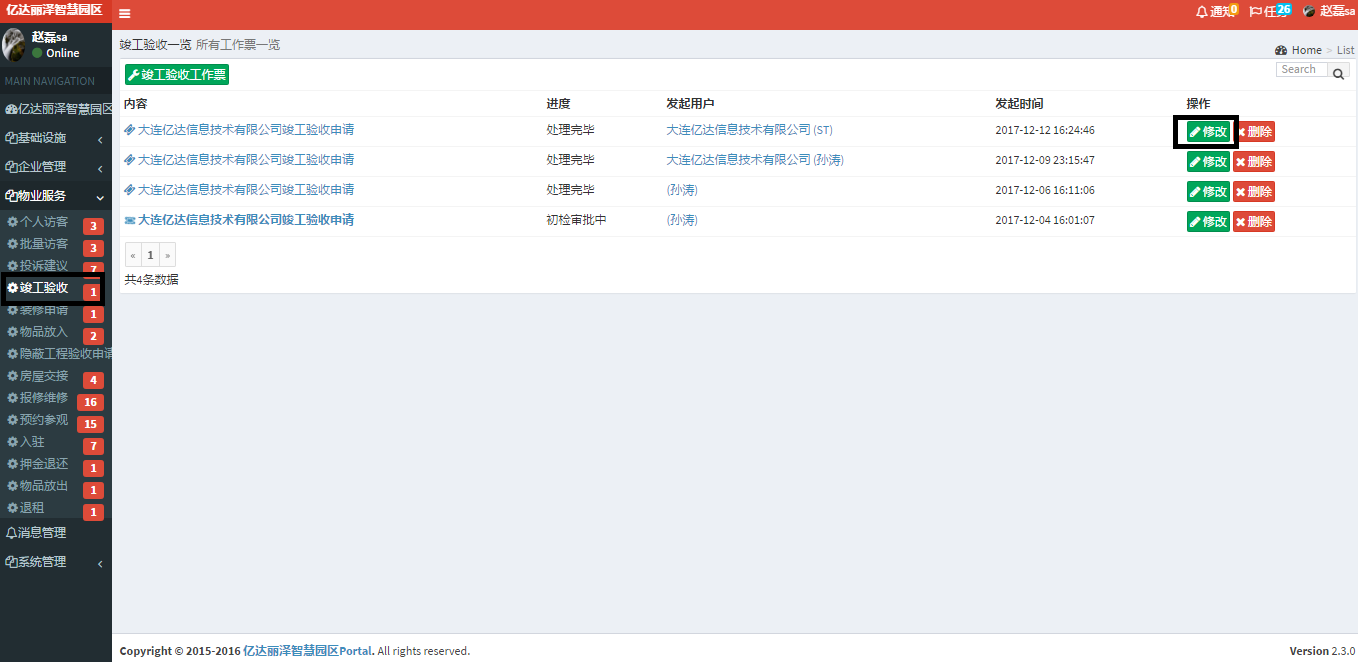 亿达丽泽智慧园区
通知 0 任务 26 赵磊sa
赵磊sa
Online
MAIN NAVIGATION
亿达丽泽智慧园区
基础设施
企业管理
物业服务
个人访客 3
批量访客 3
投诉建议 7
竣工验收 1
装修申请 1
物品放入 2
隐蔽工程验收申请
房屋交接 4
报修维修 16
预约参观 15
入驻 7
押金退还 1
物品放出 1
退租 1
消息管理
系统管理
竣工验收一览 所有工作票一览
Home > List
竣工验收工作票
Search
内容 进度 发起用户 发起时间 操作
大连亿达信息技术有限公司竣工验收申请 处理完毕 大连亿达信息技术有限公司 (ST) 2017-12-12 16:24:46 修改 删除
大连亿达信息技术有限公司竣工验收申请 处理完毕 大连亿达信息技术有限公司 (孙涛) 2017-12-09 23:15:47 修改 删除
大连亿达信息技术有限公司竣工验收申请 处理完毕 (孙涛) 2017-12-06 16:11:06 修改 删除
大连亿达信息技术有限公司竣工验收申请 初检审批中 (孙涛) 2017-12-04 16:01:07 修改 删除
« 1 »
共4条数据
Copyright © 2015-2016 亿达丽泽智慧园区Portal. All rights reserved.
Version 2.3.0